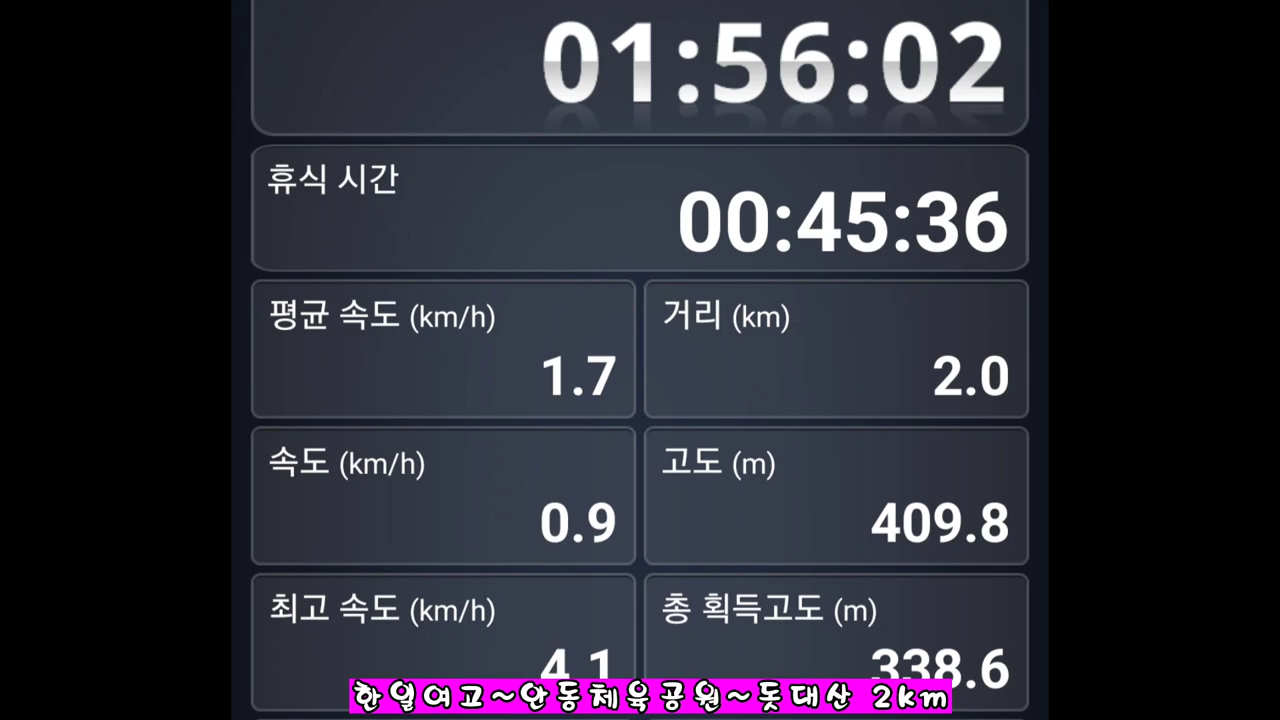 01:56:02
휴식 시간
00:45:36
평균 속도 (km/h)
1.7
거리 (km)
2.0
속도 (km/h)
0.9
고도 (m)
409.8
최고 속도 (km/h)
4.1
총 획득고도 (m)
338.6
한일여고~안동체육공원~돗대산 2km